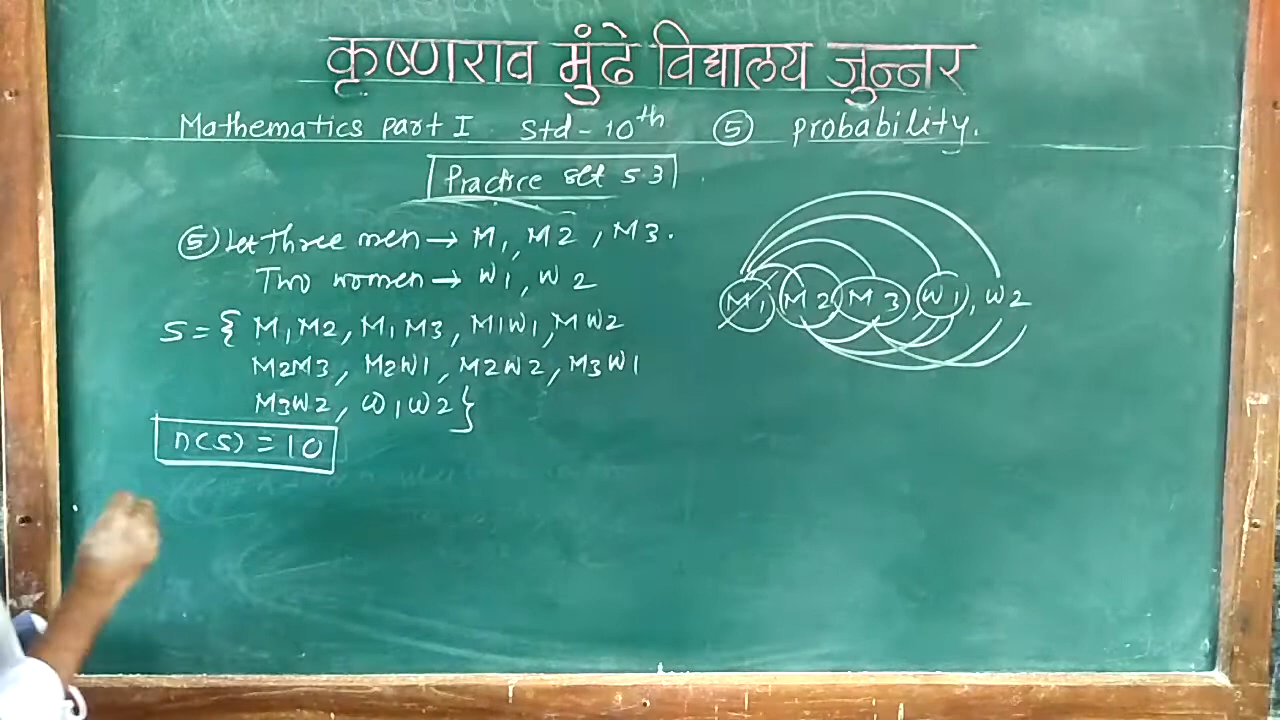 कृष्णराव मुंढे विद्यालय जुन्नर
Mathematics part I Std - 10th ⑤ probability.
Practice set 5.3
⑤ Let three men → M1, M2, M3.
Two women → W1, W2
S = { M1M2, M1M3, M1W1, MW2
M2M3, M2W1, M2W2, M3W1
M3W2, W1W2 }
n(S) = 10
M1 M2 M3 W1, W2